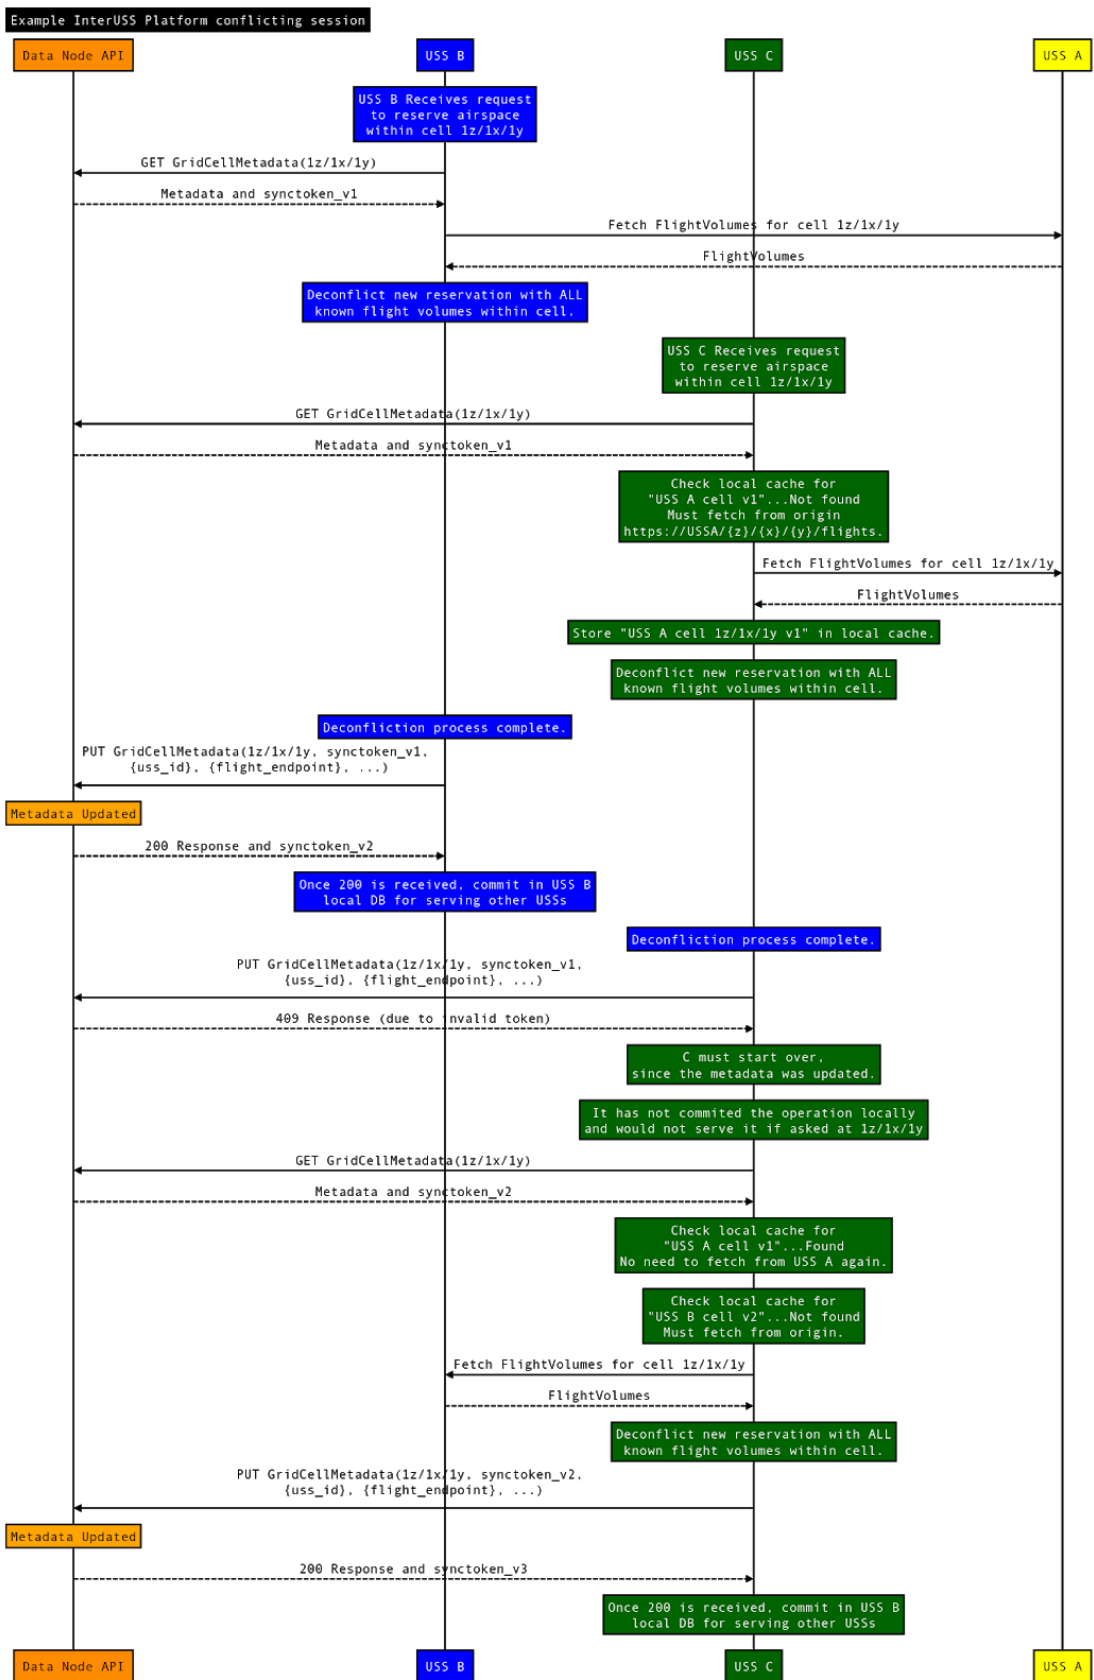 Example InterUSS Platform conflicting session
Data Node API
USS B
USS C
USS A
USS B Receives request
to reserve airspace
within cell 1z/1x/1y
GET GridCellMetadata(1z/1x/1y)
Metadata and synctoken_v1
Fetch FlightVolumes for cell 1z/1x/1y
FlightVolumes
Deconflict new reservation with ALL
known flight volumes within cell.
USS C Receives request
to reserve airspace
within cell 1z/1x/1y
GET GridCellMetadata(1z/1x/1y)
Metadata and synctoken_v1
Check local cache for
"USS A cell v1"...Not found
Must fetch from origin
https://USSA/{z}/{x}/{y}/flights.
Fetch FlightVolumes for cell 1z/1x/1y
FlightVolumes
Store "USS A cell 1z/1x/1y v1" in local cache.
Deconflict new reservation with ALL
known flight volumes within cell.
Deconfliction process complete.
PUT GridCellMetadata(1z/1x/1y, synctoken_v1,
{uss_id}, {flight_endpoint}, ...)
Metadata Updated
200 Response and synctoken_v2
Once 200 is received, commit in USS B
local DB for serving other USSs
Deconfliction process complete.
PUT GridCellMetadata(1z/1x/1y, synctoken_v1,
{uss_id}, {flight_endpoint}, ...)
409 Response (due to invalid token)
C must start over,
since the metadata was updated.
It has not commited the operation locally
and would not serve it if asked at 1z/1x/1y
GET GridCellMetadata(1z/1x/1y)
Metadata and synctoken_v2
Check local cache for
"USS A cell v1"...Found
No need to fetch from USS A again.
Check local cache for
"USS B cell v2"...Not found
Must fetch from origin.
Fetch FlightVolumes for cell 1z/1x/1y
FlightVolumes
Deconflict new reservation with ALL
known flight volumes within cell.
PUT GridCellMetadata(1z/1x/1y, synctoken_v2,
{uss_id}, {flight_endpoint}, ...)
Metadata Updated
200 Response and synctoken_v3
Once 200 is received, commit in USS B
local DB for serving other USSs
Data Node API
USS B
USS C
USS A